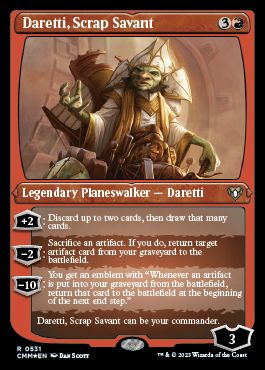 Daretti, Scrap Savant 3
Legendary Planeswalker — Daretti
+2 : Discard up to two cards, then draw that many
cards.
−2 : Sacrifice an artifact. If you do, return target
artifact card from your graveyard to the
battlefield.
−10 : You get an emblem with “Whenever an artifact
is put into your graveyard from the battlefield,
return that card to the battlefield at the beginning
of the next end step.”
Daretti, Scrap Savant can be your commander.
3
R 0531
CMM★EN Dan Scott
™ & © 2023 Wizards of the Coast